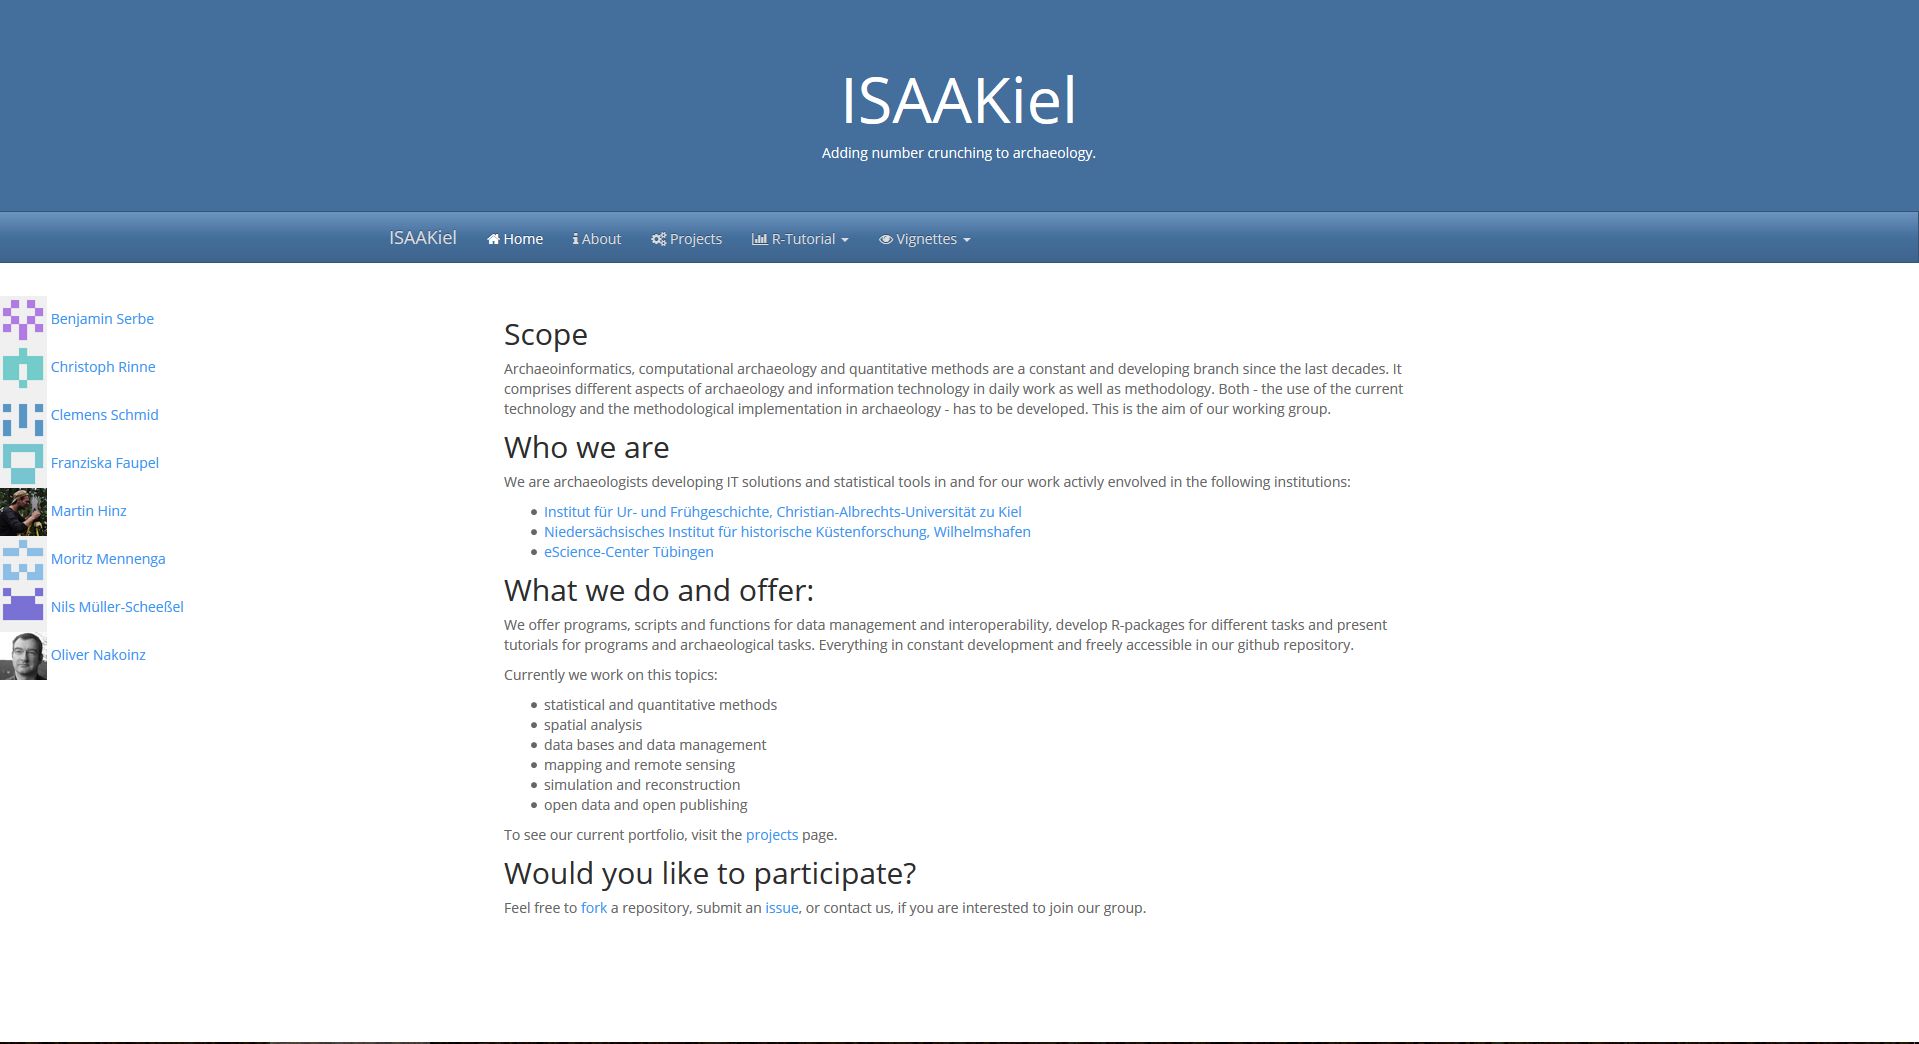 ISAAKiel
Adding number crunching to archaeology.
ISAAKiel Home About Projects R-Tutorial Vignettes
Benjamin Serbe
Christoph Rinne
Clemens Schmid
Franziska Faupel
Martin Hinz
Moritz Mennenga
Nils Müller-Scheeßel
Oliver Nakoinz
Scope
Archaeoinformatics, computational archaeology and quantitative methods are a constant and developing branch since the last decades. It
comprises different aspects of archaeology and information technology in daily work as well as methodology. Both - the use of the current
technology and the methodological implementation in archaeology - has to be developed. This is the aim of our working group.
Who we are
We are archaeologists developing IT solutions and statistical tools in and for our work activly envolved in the following institutions:
• Institut für Ur- und Frühgeschichte, Christian-Albrechts-Universität zu Kiel
• Niedersächsisches Institut für historische Küstenforschung, Wilhelmshafen
• eScience-Center Tübingen
What we do and offer:
We offer programs, scripts and functions for data management and interoperability, develop R-packages for different tasks and present
tutorials for programs and archaeological tasks. Everything in constant development and freely accessible in our github repository.
Currently we work on this topics:
• statistical and quantitative methods
• spatial analysis
• data bases and data management
• mapping and remote sensing
• simulation and reconstruction
• open data and open publishing
To see our current portfolio, visit the projects page.
Would you like to participate?
Feel free to fork a repository, submit an issue, or contact us, if you are interested to join our group.